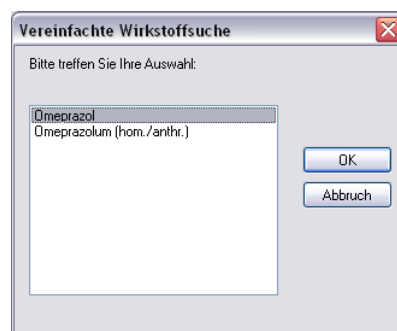 Vereinfachte Wirkstoffsuche
Bitte treffen Sie Ihre Auswahl:
Omeprazol
Omeprazolum (hom./anthr.)
OK
Abbruch